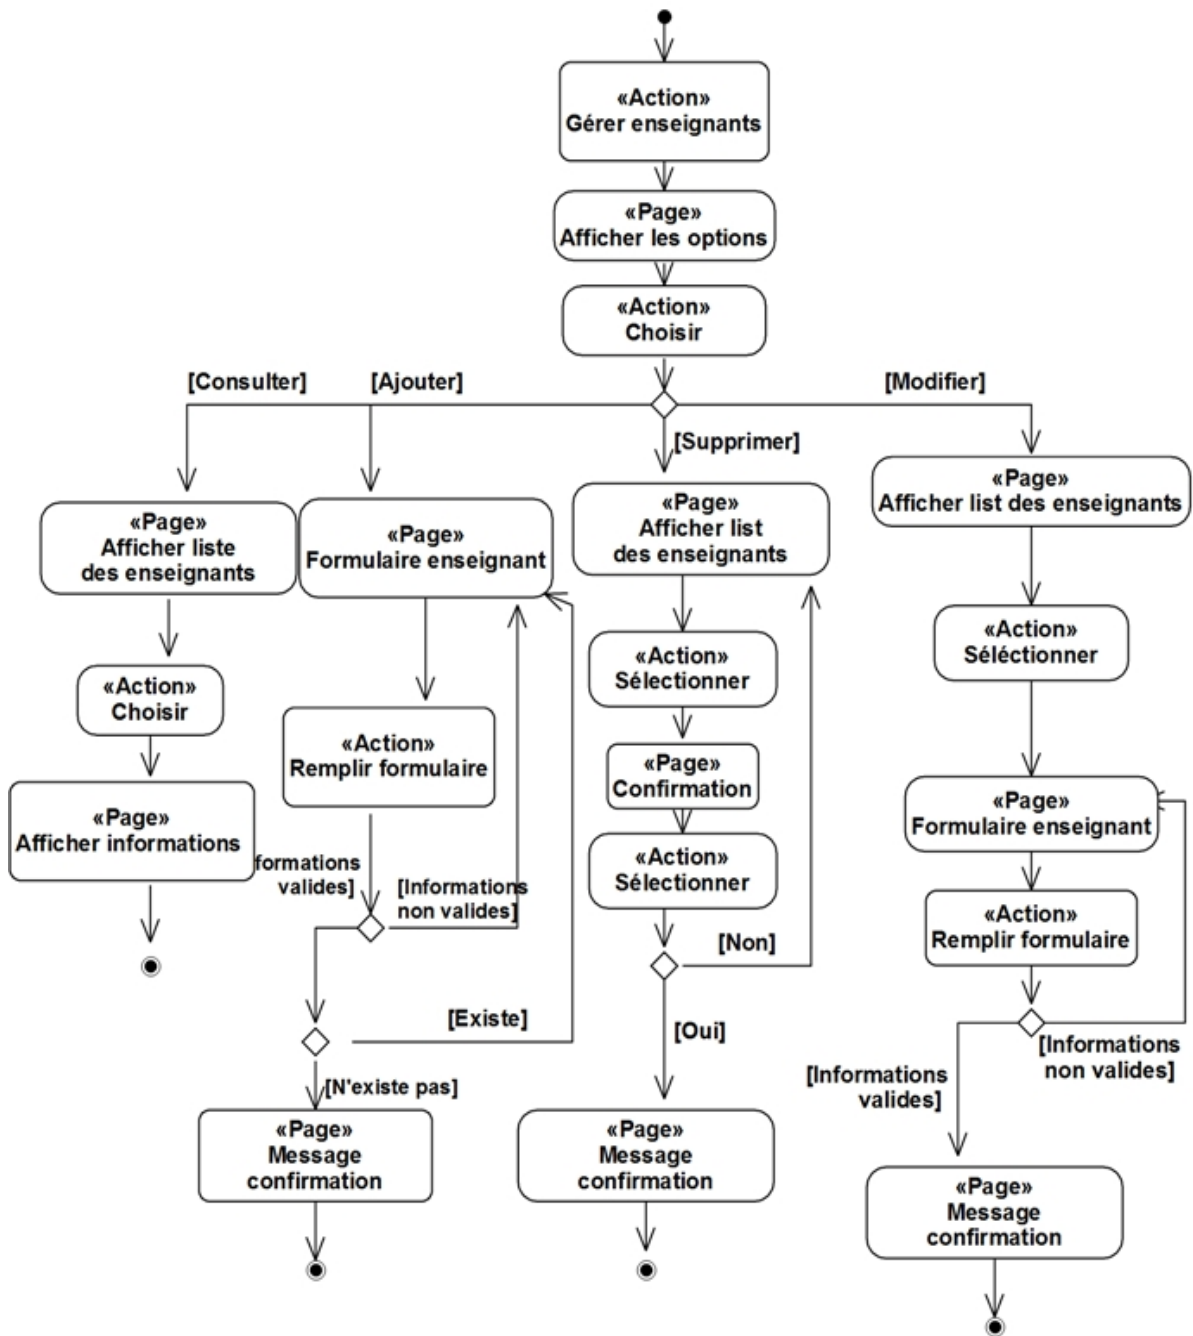 «Action»
Gérer enseignants
«Page»
Afficher les options
«Action»
Choisir
[Consulter]
[Ajouter]
[Modifier]
[Supprimer]
«Page»
Afficher liste
des enseignants
«Action»
Choisir
«Page»
Afficher informations
«Page»
Formulaire enseignant
«Action»
Remplir formulaire
formations
valides]
[Informations
non valides]
[Existe]
[N'existe pas]
«Page»
Message
confirmation
«Page»
Afficher list
des enseignants
«Action»
Sélectionner
«Page»
Confirmation
«Action»
Sélectionner
[Non]
[Oui]
«Page»
Message
confirmation
«Page»
Afficher list des enseignants
«Action»
Séléctionner
«Page»
Formulaire enseignant
«Action»
Remplir formulaire
[Informations
non valides]
[Informations
valides]
«Page»
Message
confirmation